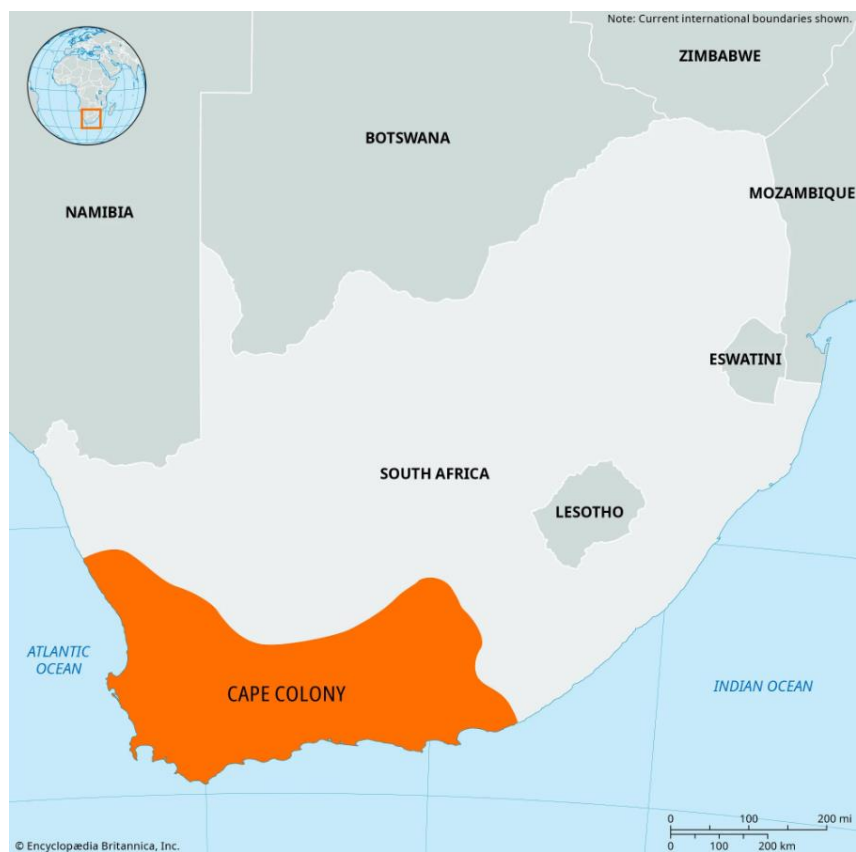 Note: Current international boundaries shown.
ZIMBABWE
BOTSWANA
MOZAMBIQUE
NAMIBIA
ESWATINI
SOUTH AFRICA
LESOTHO
ATLANTIC
OCEAN
CAPE COLONY
INDIAN OCEAN
0 100 200 mi
0 100 200 km
© Encyclopædia Britannica, Inc.